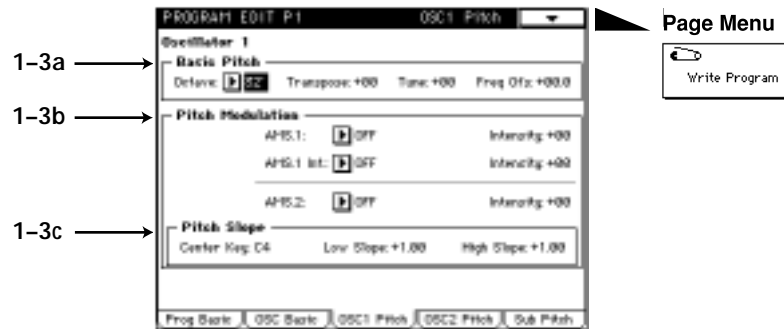 PROGRAM EDIT P1 OSC1 Pitch
Page Menu
Write Program
Oscillator 1
1–3a
Basic Pitch
Octave: 32' Transpose: +00 Tune: +00 Freq Ofs: +00.0
1–3b
Pitch Modulation
AMS.1: OFF Intensity: +00
AMS.1 Int: OFF Intensity: +00
AMS.2: OFF Intensity: +00
1–3c
Pitch Slope
Center Key: C4 Low Slope: +1.00 High Slope: +1.00
Prog Basic OSC Basic OSC1 Pitch OSC2 Pitch Sub Pitch